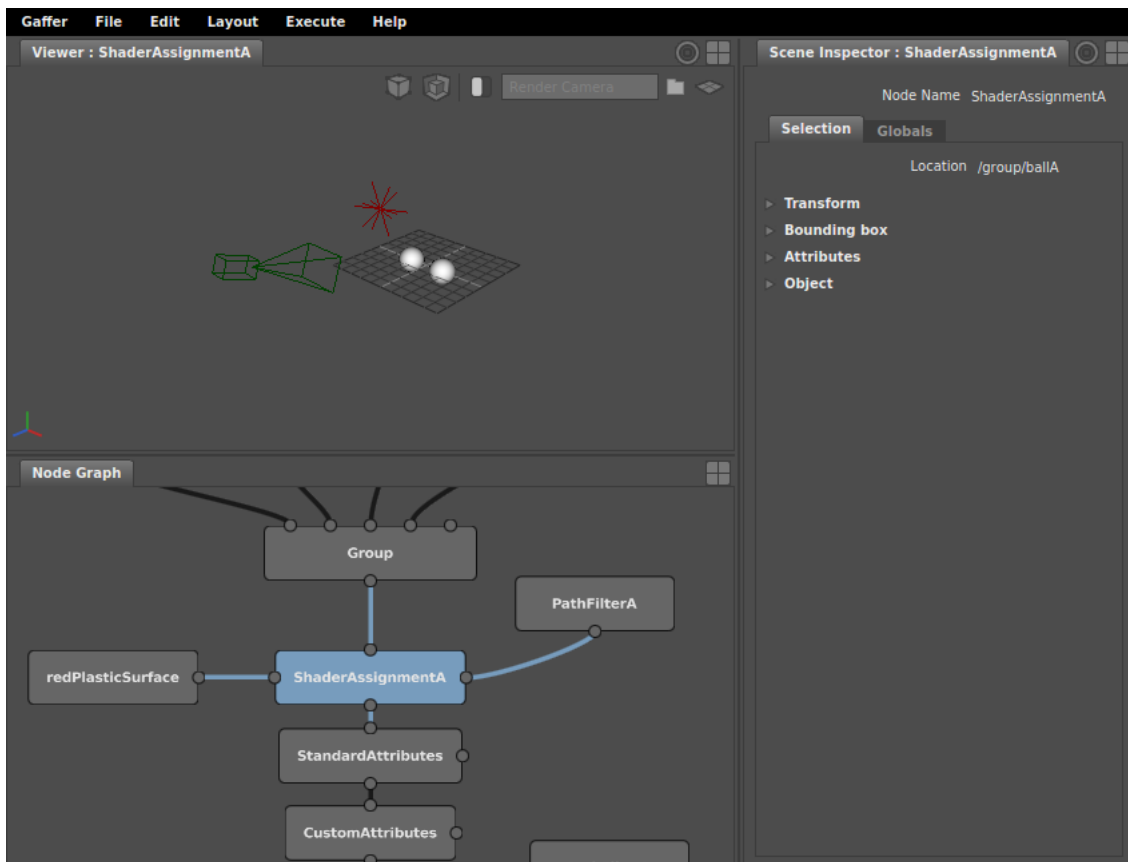 Gaffer File Edit Layout Execute Help
Viewer : ShaderAssignmentA
Render Camera
Scene Inspector : ShaderAssignmentA
Node Name ShaderAssignmentA
Selection Globals
Location /group/ballA
Transform
Bounding box
Attributes
Object
Node Graph
Group
PathFilterA
redPlasticSurface
ShaderAssignmentA
StandardAttributes
CustomAttributes